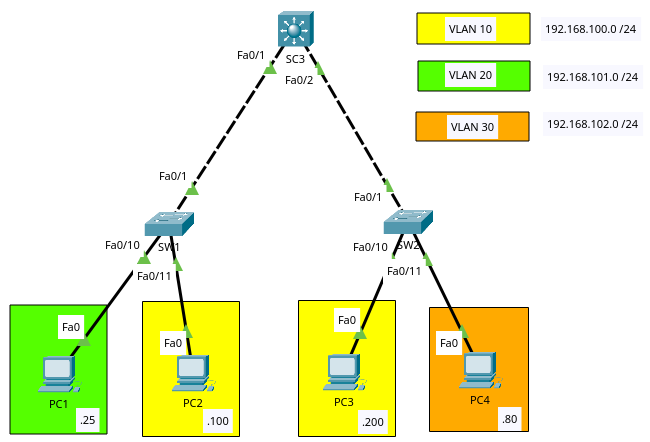 SC3
Fa0/1
Fa0/2
VLAN 10
192.168.100.0 /24
VLAN 20
192.168.101.0 /24
VLAN 30
192.168.102.0 /24
Fa0/1
Fa0/1
SW1
SW2
Fa0/10
Fa0/11
Fa0/10
Fa0/11
Fa0
Fa0
Fa0
Fa0
PC1
PC2
PC3
PC4
.25
.100
.200
.80